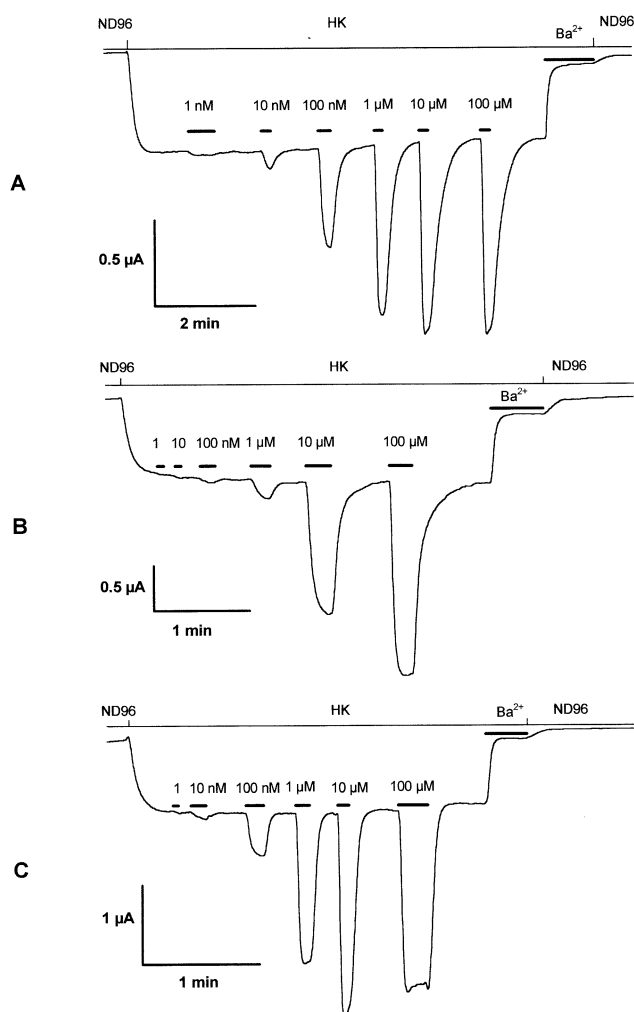 ND96 HK Ba²⁺ ND96
1 nM 10 nM 100 nM 1 µM 10 µM 100 µM
A
0.5 µA
2 min
ND96 HK Ba²⁺ ND96
1 10 100 nM 1 µM 10 µM 100 µM
B
0.5 µA
1 min
ND96 HK Ba²⁺ ND96
1 10 nM 100 nM 1 µM 10 µM 100 µM
C
1 µA
1 min